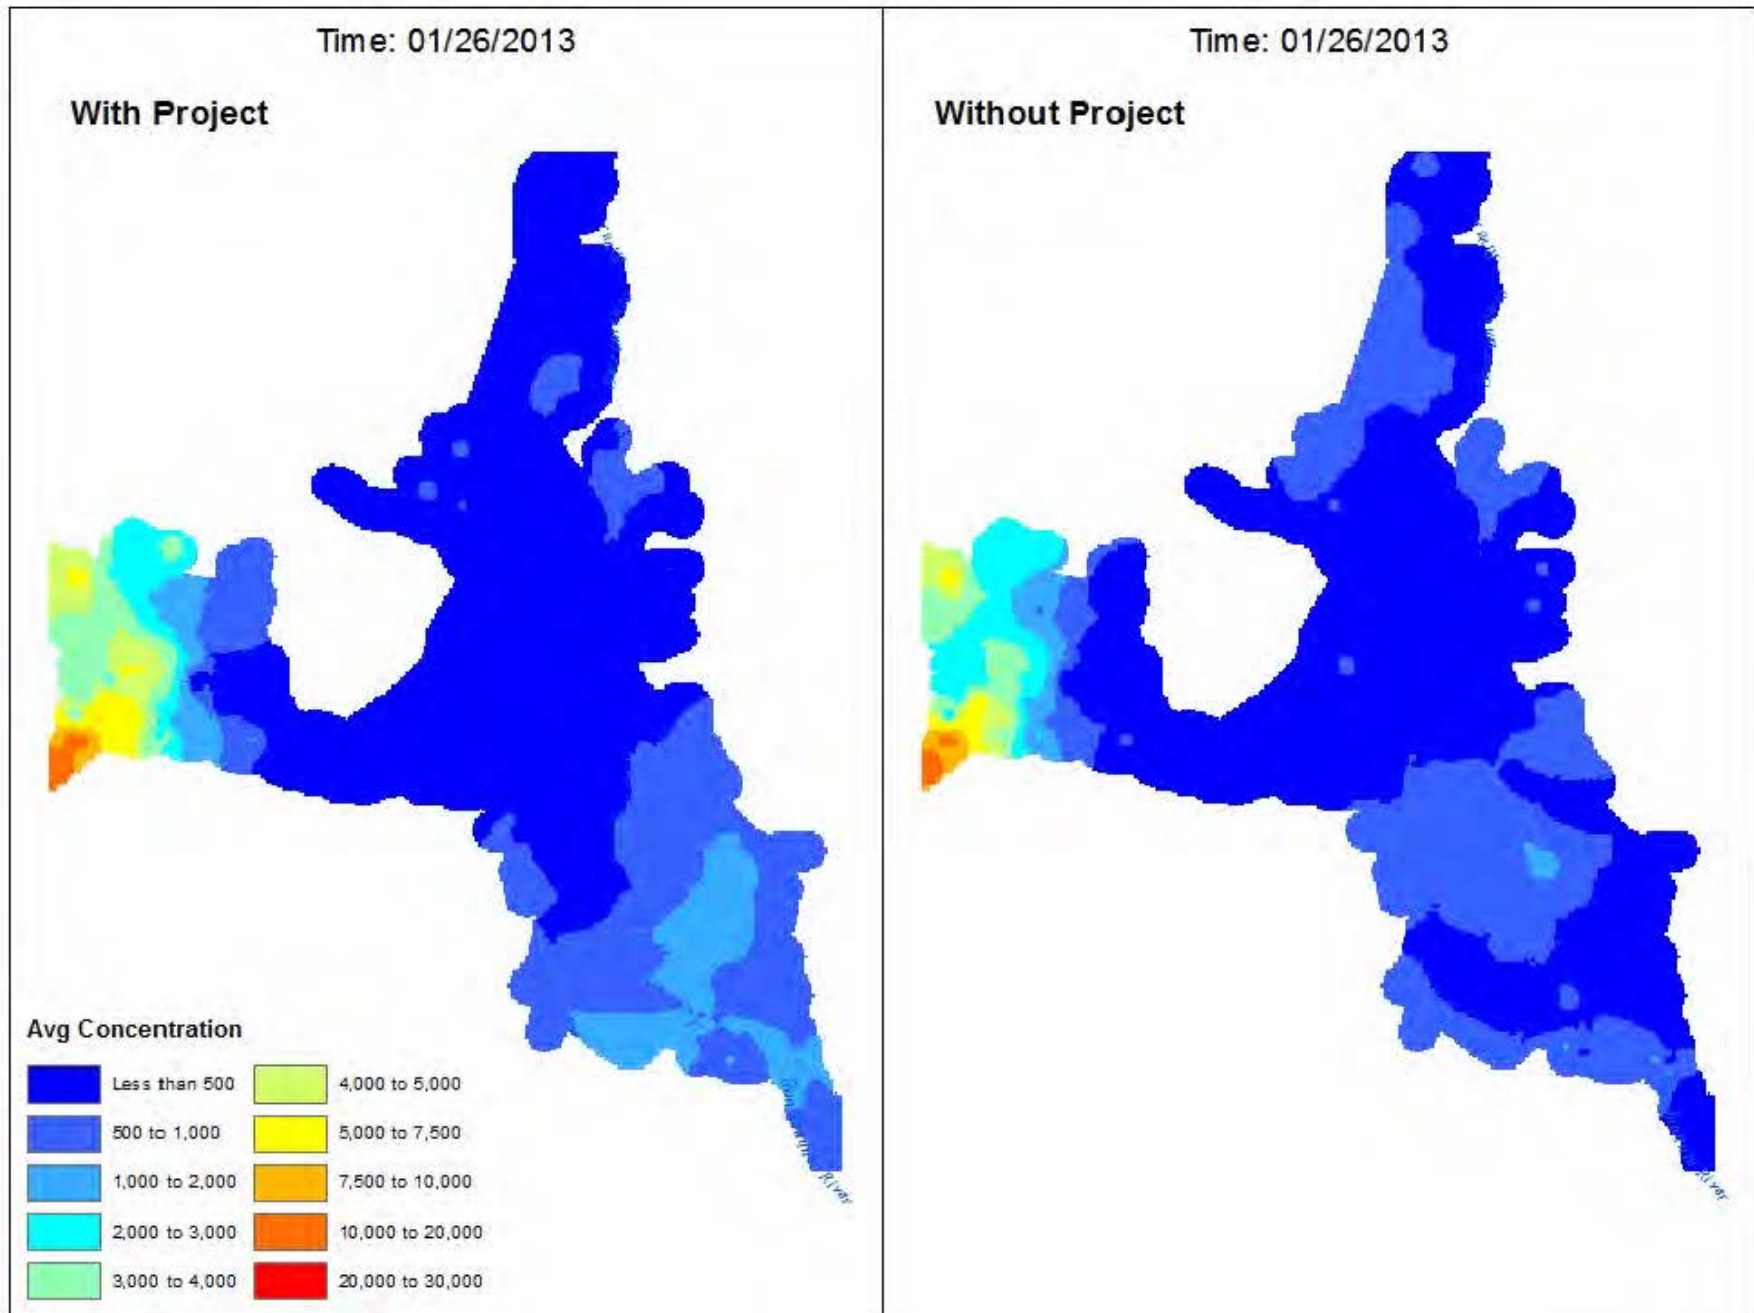 Time: 01/26/2013
With Project
Time: 01/26/2013
Without Project
Avg Concentration
Less than 500
500 to 1,000
1,000 to 2,000
2,000 to 3,000
3,000 to 4,000
4,000 to 5,000
5,000 to 7,500
7,500 to 10,000
10,000 to 20,000
20,000 to 30,000
River
River